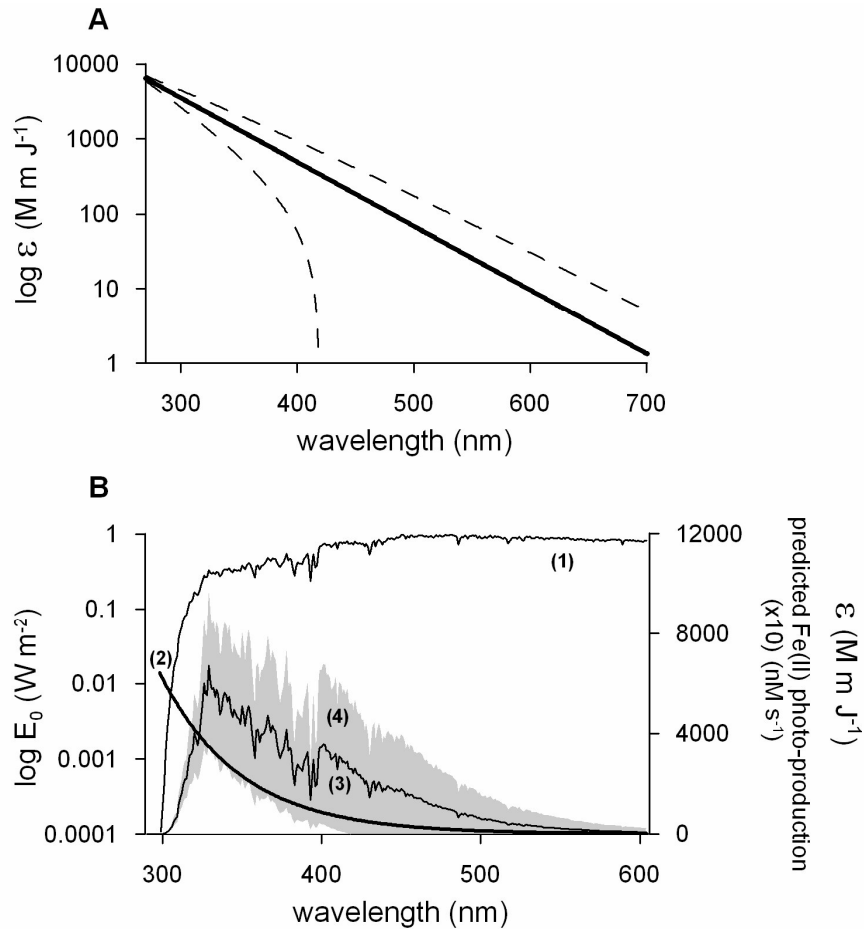 A
10000
1000
100
10
1
log ε (M m J-1)
300 400 500 600 700
wavelength (nm)
B
1
0.1
0.01
0.001
0.0001
log E0 (W m-2)
(1)
(2)
(4)
(3)
12000
8000
4000
0
predicted Fe(II) photo-production
(x10) (nM s-1)
ε (M m J-1)
300 400 500 600
wavelength (nm)